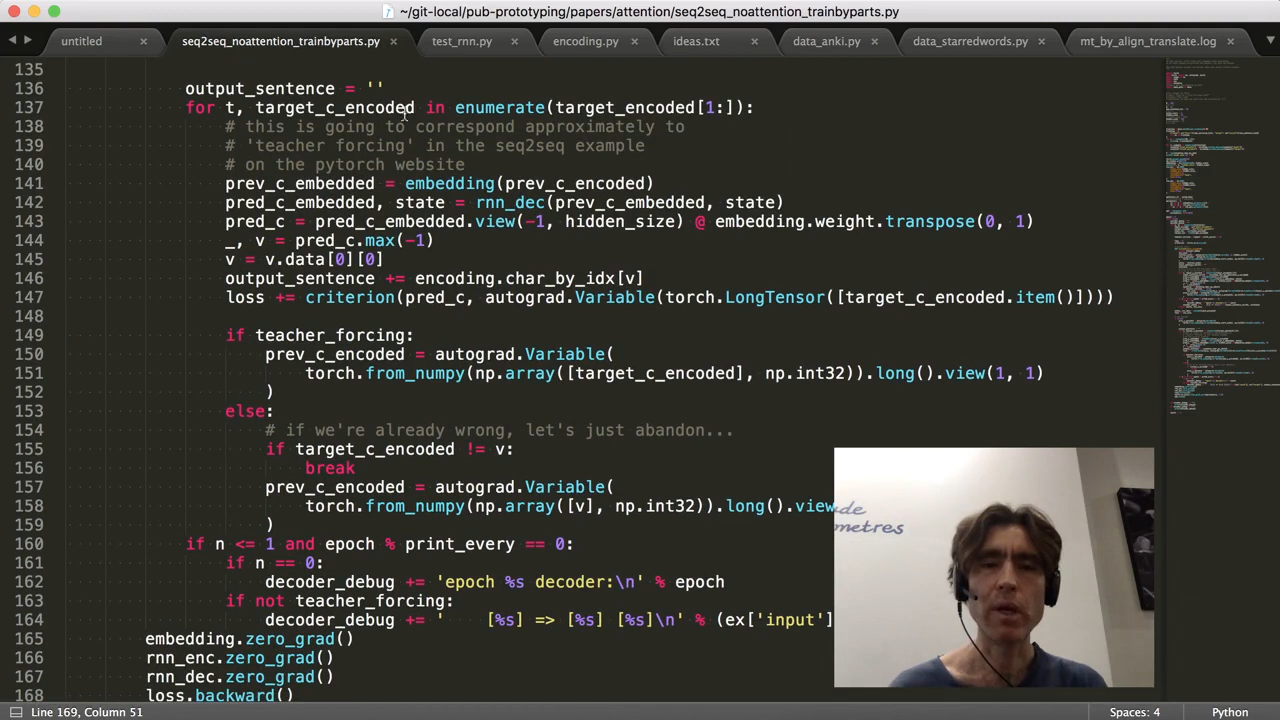 ~/git-local/pub-prototyping/papers/attention/seq2seq_noattention_trainbyparts.py
untitled × seq2seq_noattention_trainbyparts.py × test_rnn.py × encoding.py × ideas.txt × data_anki.py × data_starredwords.py × mt_by_align_translate.log ×
135
136 output_sentence = ''
137 for t, target_c_encoded in enumerate(target_encoded[1:]):
138 # this is going to correspond approximately to
139 # 'teacher forcing' in the seq2seq example
140 # on the pytorch website
141 prev_c_embedded = embedding(prev_c_encoded)
142 pred_c_embedded, state = rnn_dec(prev_c_embedded, state)
143 pred_c = pred_c_embedded.view(-1, hidden_size) @ embedding.weight.transpose(0, 1)
144 _, v = pred_c.max(-1)
145 v = v.data[0][0]
146 output_sentence += encoding.char_by_idx[v]
147 loss += criterion(pred_c, autograd.Variable(torch.LongTensor([target_c_encoded.item()])))
148
149 if teacher_forcing:
150 prev_c_encoded = autograd.Variable(
151 torch.from_numpy(np.array([target_c_encoded], np.int32)).long().view(1, 1)
152 )
153 else:
154 # if we're already wrong, let's just abandon...
155 if target_c_encoded != v:
156 break
157 prev_c_encoded = autograd.Variable(
158 torch.from_numpy(np.array([v], np.int32)).long().view
159 )
160 if n <= 1 and epoch % print_every == 0:
161 if n == 0:
162 decoder_debug += 'epoch %s decoder:\n' % epoch
163 if not teacher_forcing:
164 decoder_debug += ' [%s] => [%s] [%s]\n' % (ex['input']
165 embedding.zero_grad()
166 rnn_enc.zero_grad()
167 rnn_dec.zero_grad()
168 loss.backward()
de
metres
Line 169, Column 51
Spaces: 4
Python